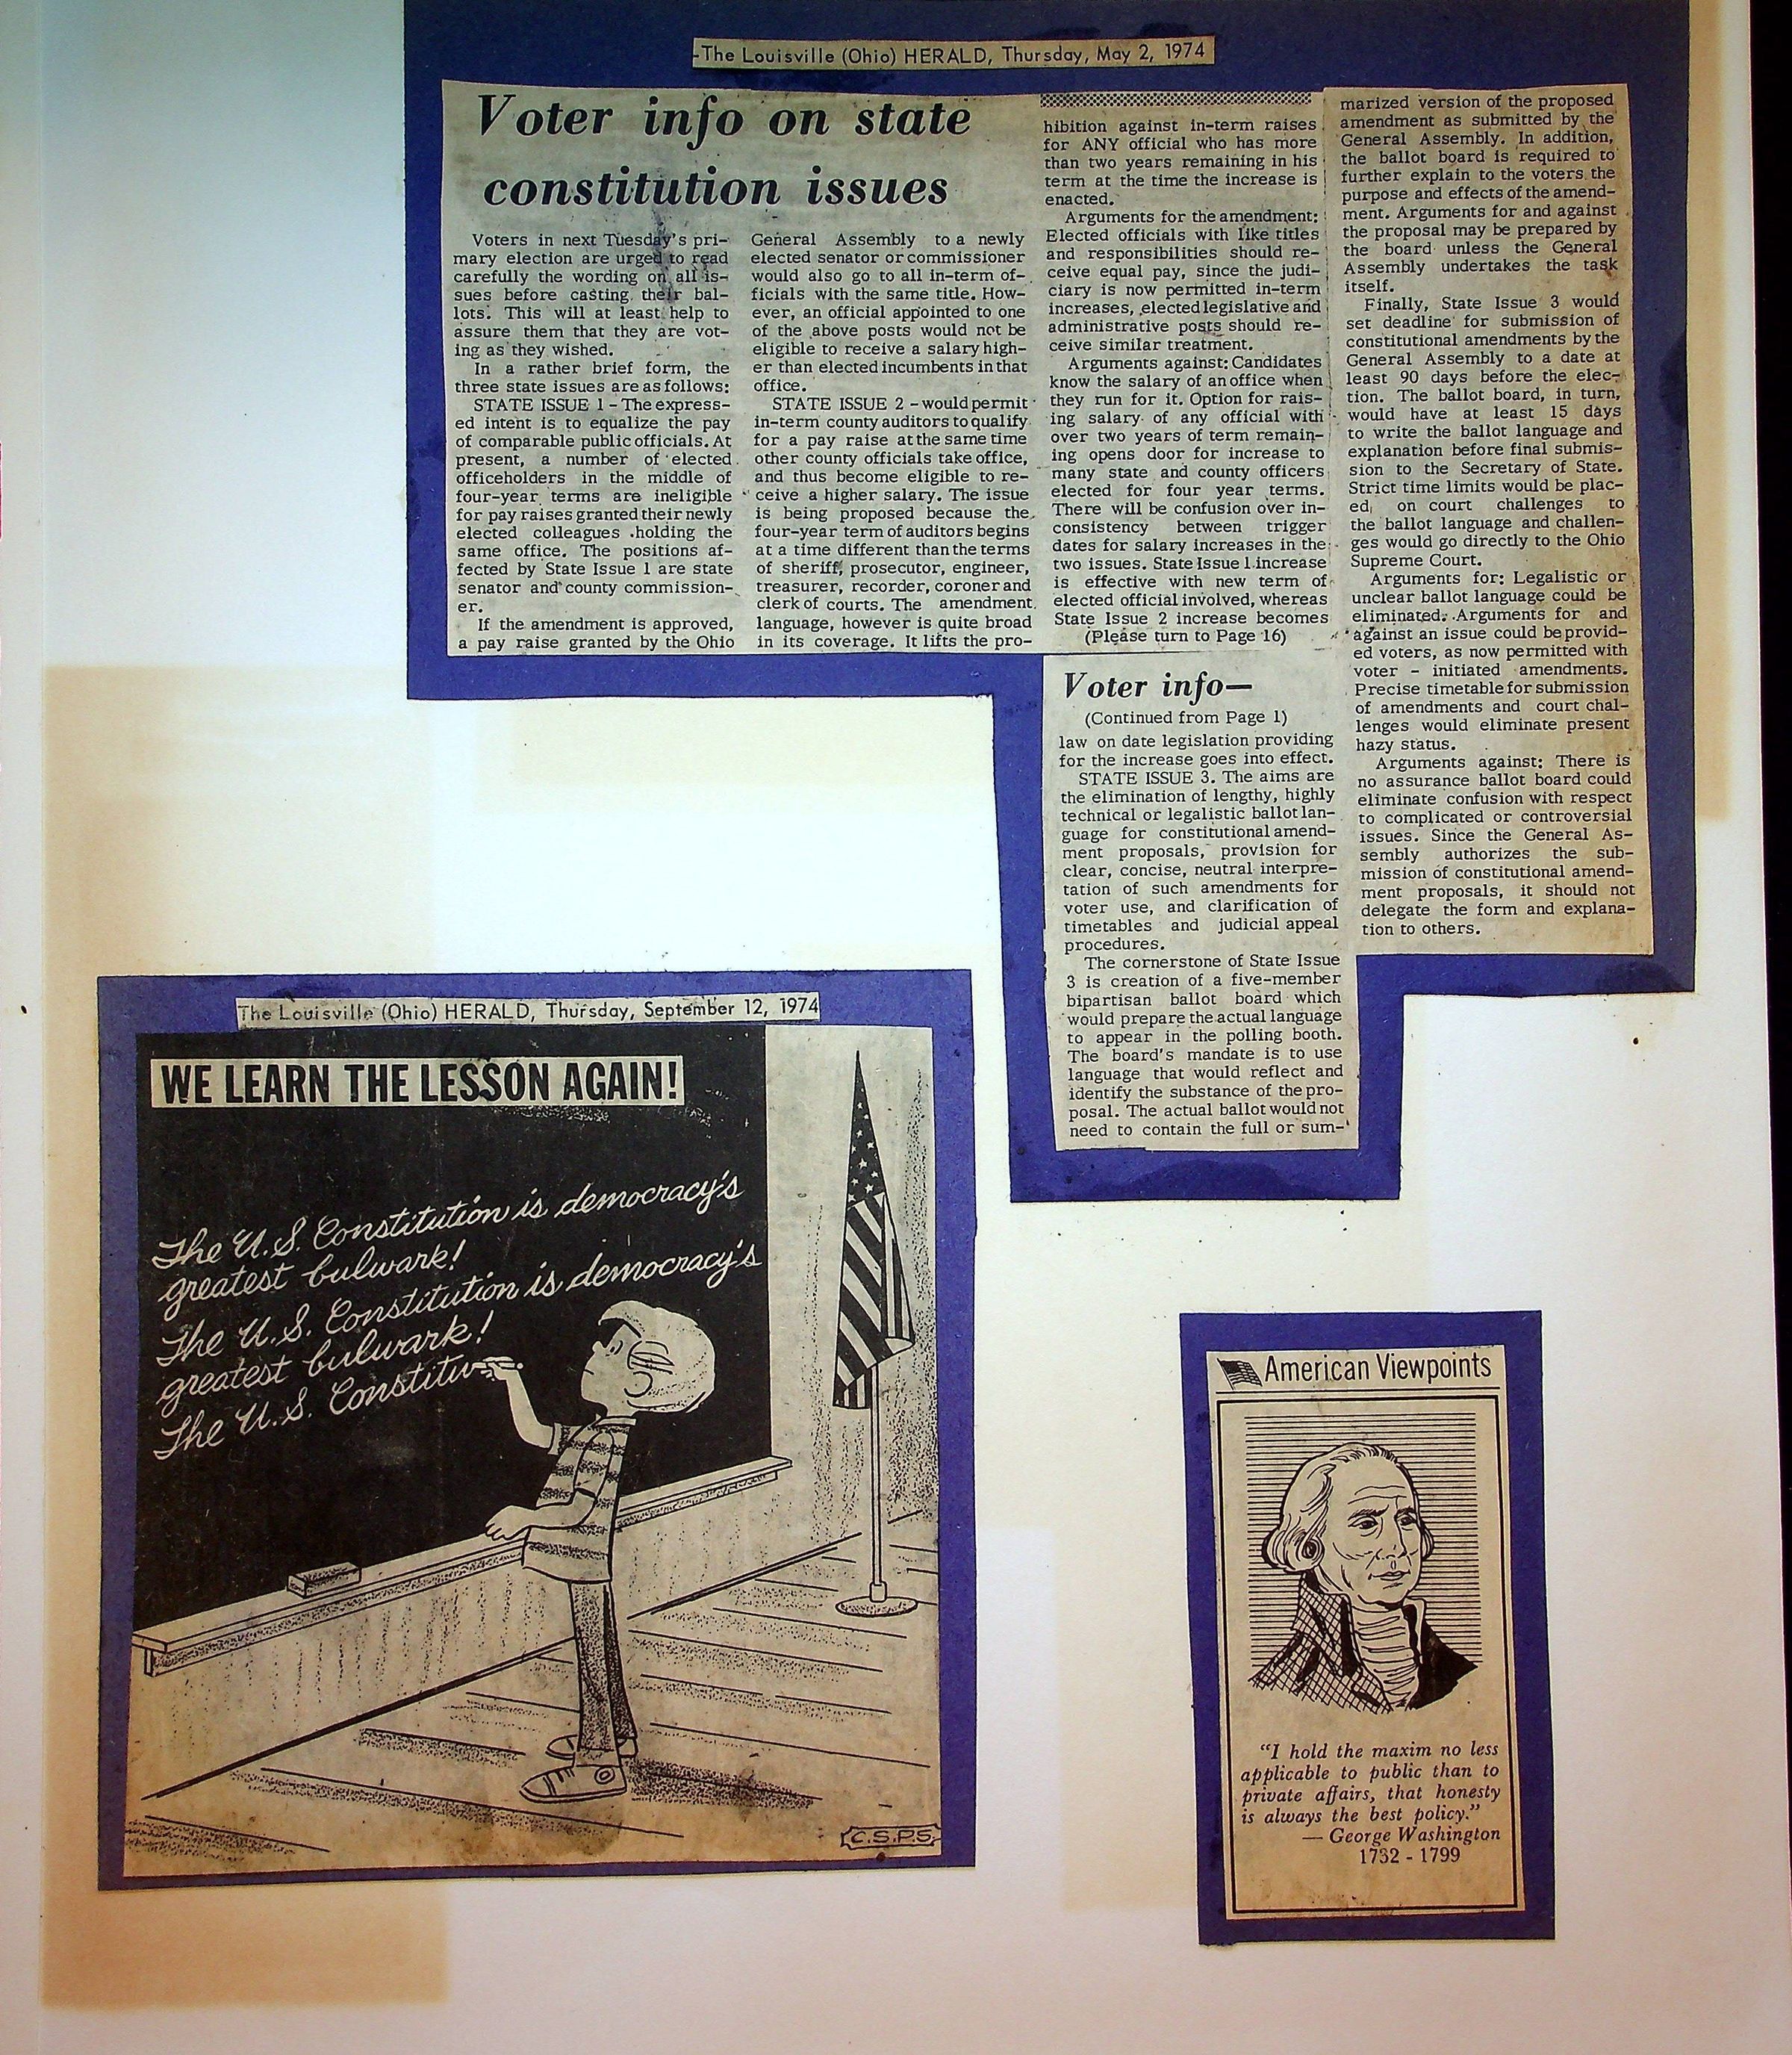 -The Louisville (Ohio) HERALD, Thursday, May 2, 1974
Voter info on state
constitution issues
Voters in next Tuesday's pri-
mary election are urged to read
carefully the wording on all is-
sues before casting their bal-
lots. This will at least help to
assure them that they are vot-
ing as they wished.
In a rather brief form, the
three state issues are as follows:
STATE ISSUE 1 - The express-
ed intent is to equalize the pay
of comparable public officials. At
present, a number of elected
officeholders in the middle of
four-year terms are ineligible
for pay raises granted their newly
elected colleagues holding the
same office. The positions af-
fected by State Issue 1 are state
senator and county commission-
er.
If the amendment is approved,
a pay raise granted by the Ohio
General Assembly to a newly
elected senator or commissioner
would also go to all in-term of-
ficials with the same title. How-
ever, an official appointed to one
of the above posts would not be
eligible to receive a salary high-
er than elected incumbents in that
office.
STATE ISSUE 2 - would permit
in-term county auditors to qualify
for a pay raise at the same time
other county officials take office,
and thus become eligible to re-
ceive a higher salary. The issue
is being proposed because the
four-year term of auditors begins
at a time different than the terms
of sheriff, prosecutor, engineer,
treasurer, recorder, coroner and
clerk of courts. The amendment
language, however is quite broad
in its coverage. It lifts the pro-
hibition against in-term raises
for ANY official who has more
than two years remaining in his
term at the time the increase is
enacted.
Arguments for the amendment:
Elected officials with like titles
and responsibilities should re-
ceive equal pay, since the judi-
ciary is now permitted in-term
increases, elected legislative and
administrative posts should re-
ceive similar treatment.
Arguments against: Candidates
know the salary of an office when
they run for it. Option for rais-
ing salary of any official with
over two years of term remain-
ing opens door for increase to
many state and county officers
elected for four year terms.
There will be confusion over in-
consistency between trigger
dates for salary increases in the
two issues. State Issue 1 increase
is effective with new term of
elected official involved, whereas
State Issue 2 increase becomes
(Please turn to Page 16)
Voter info—
(Continued from Page 1)
law on date legislation providing
for the increase goes into effect.
STATE ISSUE 3. The aims are
the elimination of lengthy, highly
technical or legalistic ballot lan-
guage for constitutional amend-
ment proposals, provision for
clear, concise, neutral interpre-
tation of such amendments for
voter use, and clarification of
timetables and judicial appeal
procedures.
The cornerstone of State Issue
3 is creation of a five-member
bipartisan ballot board which
would prepare the actual language
to appear in the polling booth.
The board's mandate is to use
language that would reflect and
identify the substance of the pro-
posal. The actual ballot would not
need to contain the full or sum-
marized version of the proposed
amendment as submitted by the
General Assembly. In addition,
the ballot board is required to
further explain to the voters the
purpose and effects of the amend-
ment. Arguments for and against
the proposal may be prepared by
the board unless the General
Assembly undertakes the task
itself.
Finally, State Issue 3 would
set deadline for submission of
constitutional amendments by the
General Assembly to a date at
least 90 days before the elec-
tion. The ballot board, in turn,
would have at least 15 days
to write the ballot language and
explanation before final submis-
sion to the Secretary of State.
Strict time limits would be plac-
ed on court challenges to
the ballot language and challen-
ges would go directly to the Ohio
Supreme Court.
Arguments for: Legalistic or
unclear ballot language could be
eliminated. Arguments for and
against an issue could be provid-
ed voters, as now permitted with
voter - initiated amendments.
Precise timetable for submission
of amendments and court chal-
lenges would eliminate present
hazy status.
Arguments against: There is
no assurance ballot board could
eliminate confusion with respect
to complicated or controversial
issues. Since the General As-
sembly authorizes the sub-
mission of constitutional amend-
ment proposals, it should not
delegate the form and explana-
tion to others.
The Louisville (Ohio) HERALD, Thursday, September 12, 1974
WE LEARN THE LESSON AGAIN!
The U.S. Constitution is democracy's
greatest bulwark!
The U.S. Constitution is democracy's
greatest bulwark!
The U.S. Constitu
C.S.P.S.
American Viewpoints
"I hold the maxim no less
applicable to public than to
private affairs, that honesty
is always the best policy."
— George Washington
1732 - 1799